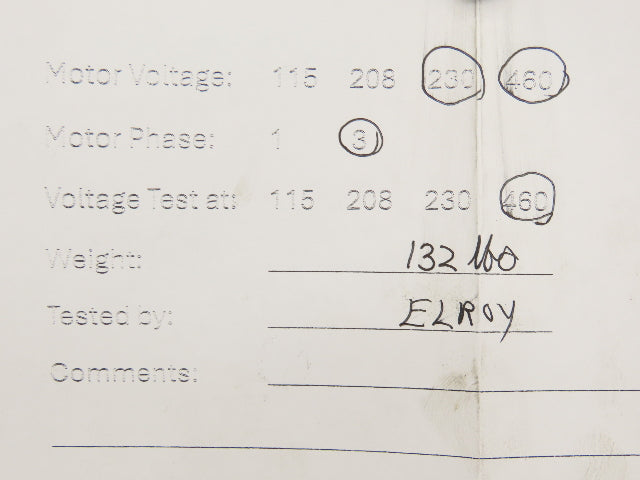 Motor Voltage: 115 208 230 460
Motor Phase: 1 3
Voltage Test at: 115 208 230 460
Weight: 132 lbs
Tested by: ELROY
Comments: